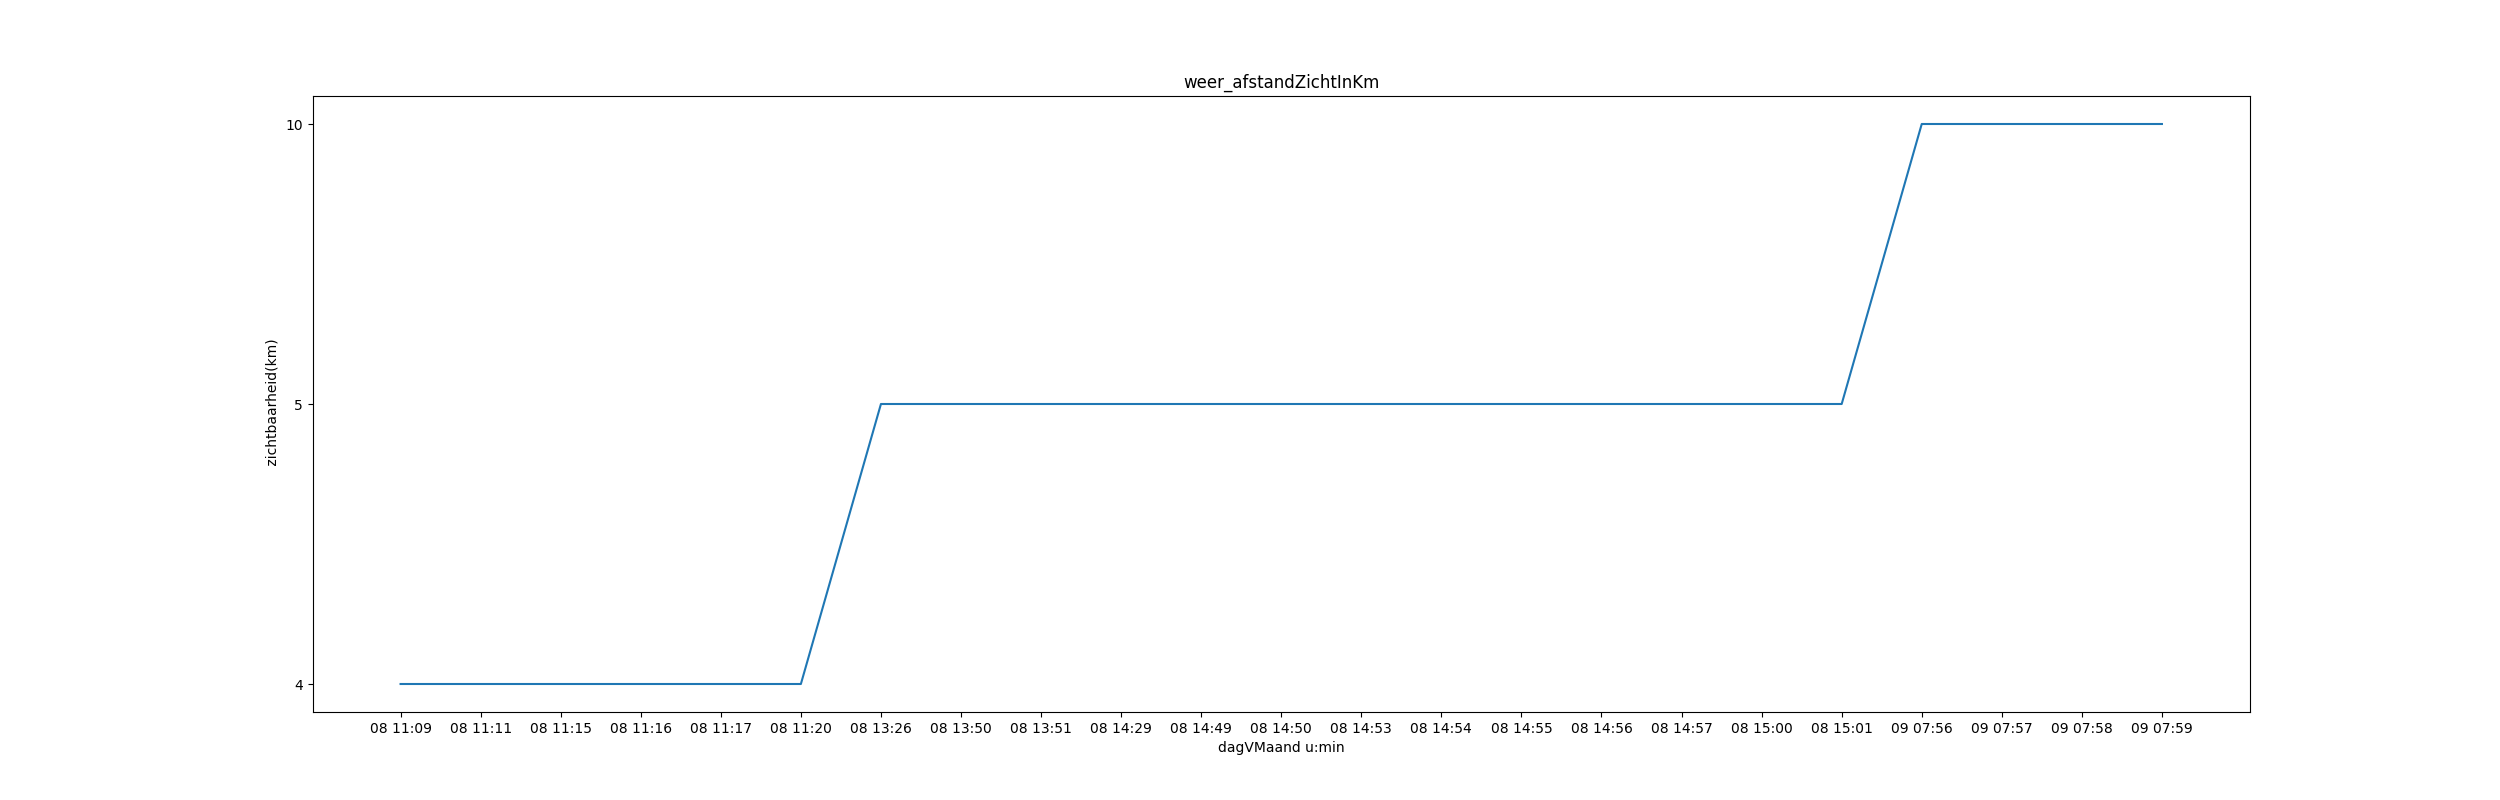 weer_afstandZichtInKm
10
5
4
zichtbaarheid(km)
08 11:09 08 11:11 08 11:15 08 11:16 08 11:17 08 11:20 08 13:26 08 13:50 08 13:51 08 14:29 08 14:49 08 14:50 08 14:53 08 14:54 08 14:55 08 14:56 08 14:57 08 15:00 08 15:01 09 07:56 09 07:57 09 07:58 09 07:59
dagVMaand u:min